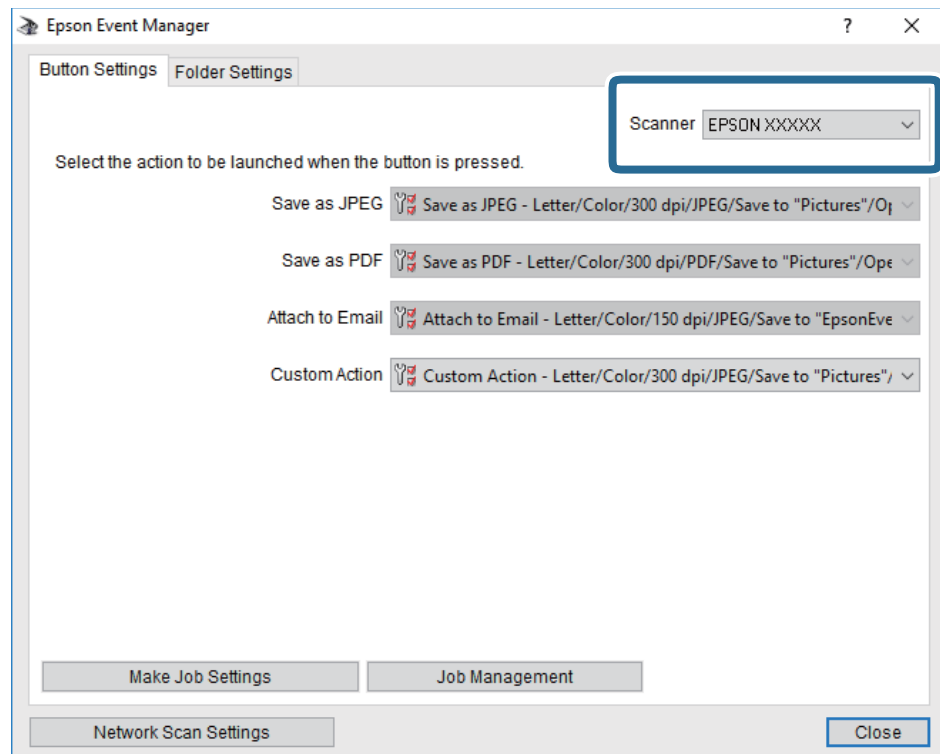 Epson Event Manager
?
Button Settings
Folder Settings
Scanner EPSON XXXXX
Select the action to be launched when the button is pressed.
Save as JPEG Save as JPEG - Letter/Color/300 dpi/JPEG/Save to "Pictures"/Op
Save as PDF Save as PDF - Letter/Color/300 dpi/PDF/Save to "Pictures"/Ope
Attach to Email Attach to Email - Letter/Color/150 dpi/JPEG/Save to "EpsonEve
Custom Action Custom Action - Letter/Color/300 dpi/JPEG/Save to "Pictures"/
Make Job Settings
Job Management
Network Scan Settings
Close